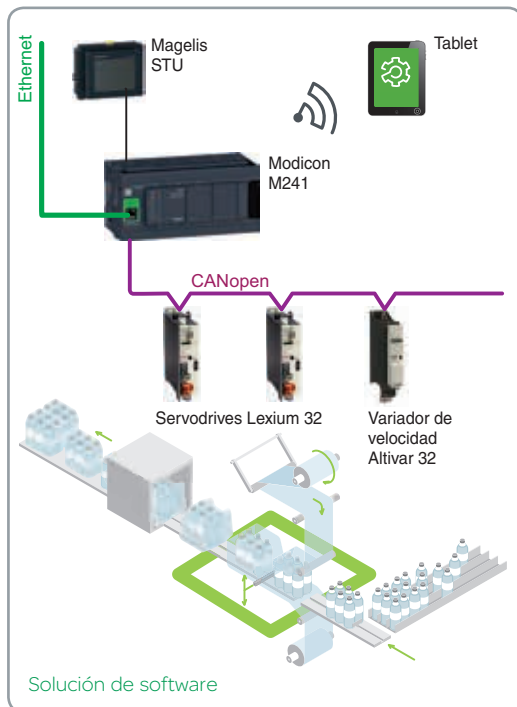 Ethernet
Magelis
STU
Tablet
Modicon
M241
CANopen
Servodrives Lexium 32
Variador de
velocidad
Altivar 32
Solución de software